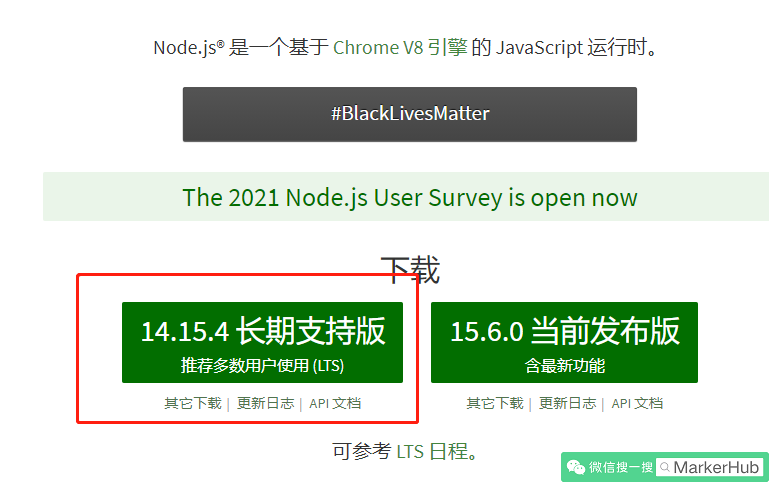 Node.js® 是一个基于 Chrome V8 引擎 的 JavaScript 运行时。
#BlackLivesMatter
The 2021 Node.js User Survey is open now
下载
14.15.4 长期支持版
推荐多数用户使用 (LTS)
15.6.0 当前发布版
含最新功能
其它下载 | 更新日志 | API 文档
其它下载 | 更新日志 | API 文档
可参考 LTS 日程。
微信搜一搜 MarkerHub